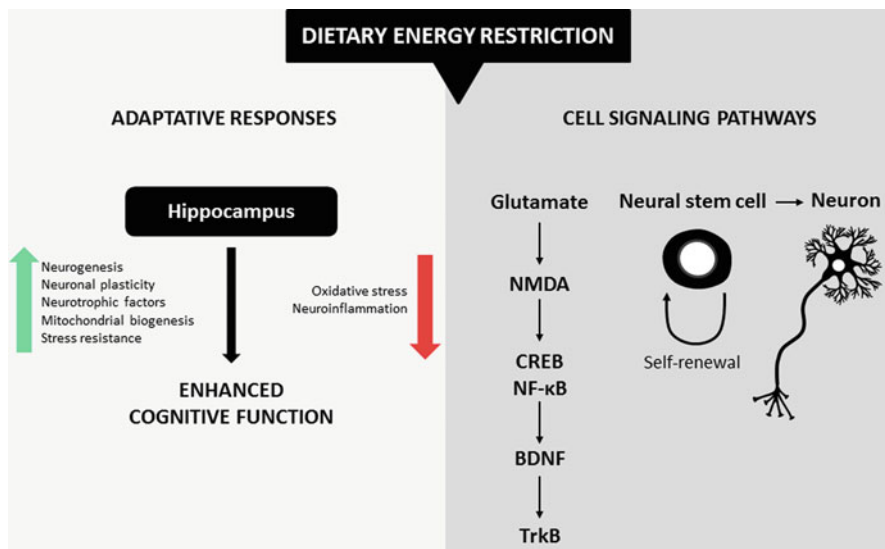 DIETARY ENERGY RESTRICTION
ADAPTATIVE RESPONSES
Hippocampus
Neurogenesis
Neuronal plasticity
Neurotrophic factors
Mitochondrial biogenesis
Stress resistance
Oxidative stress
Neuroinflammation
ENHANCED
COGNITIVE FUNCTION
CELL SIGNALING PATHWAYS
Glutamate
NMDA
CREB
NF-κB
BDNF
TrkB
Neural stem cell → Neuron
Self-renewal